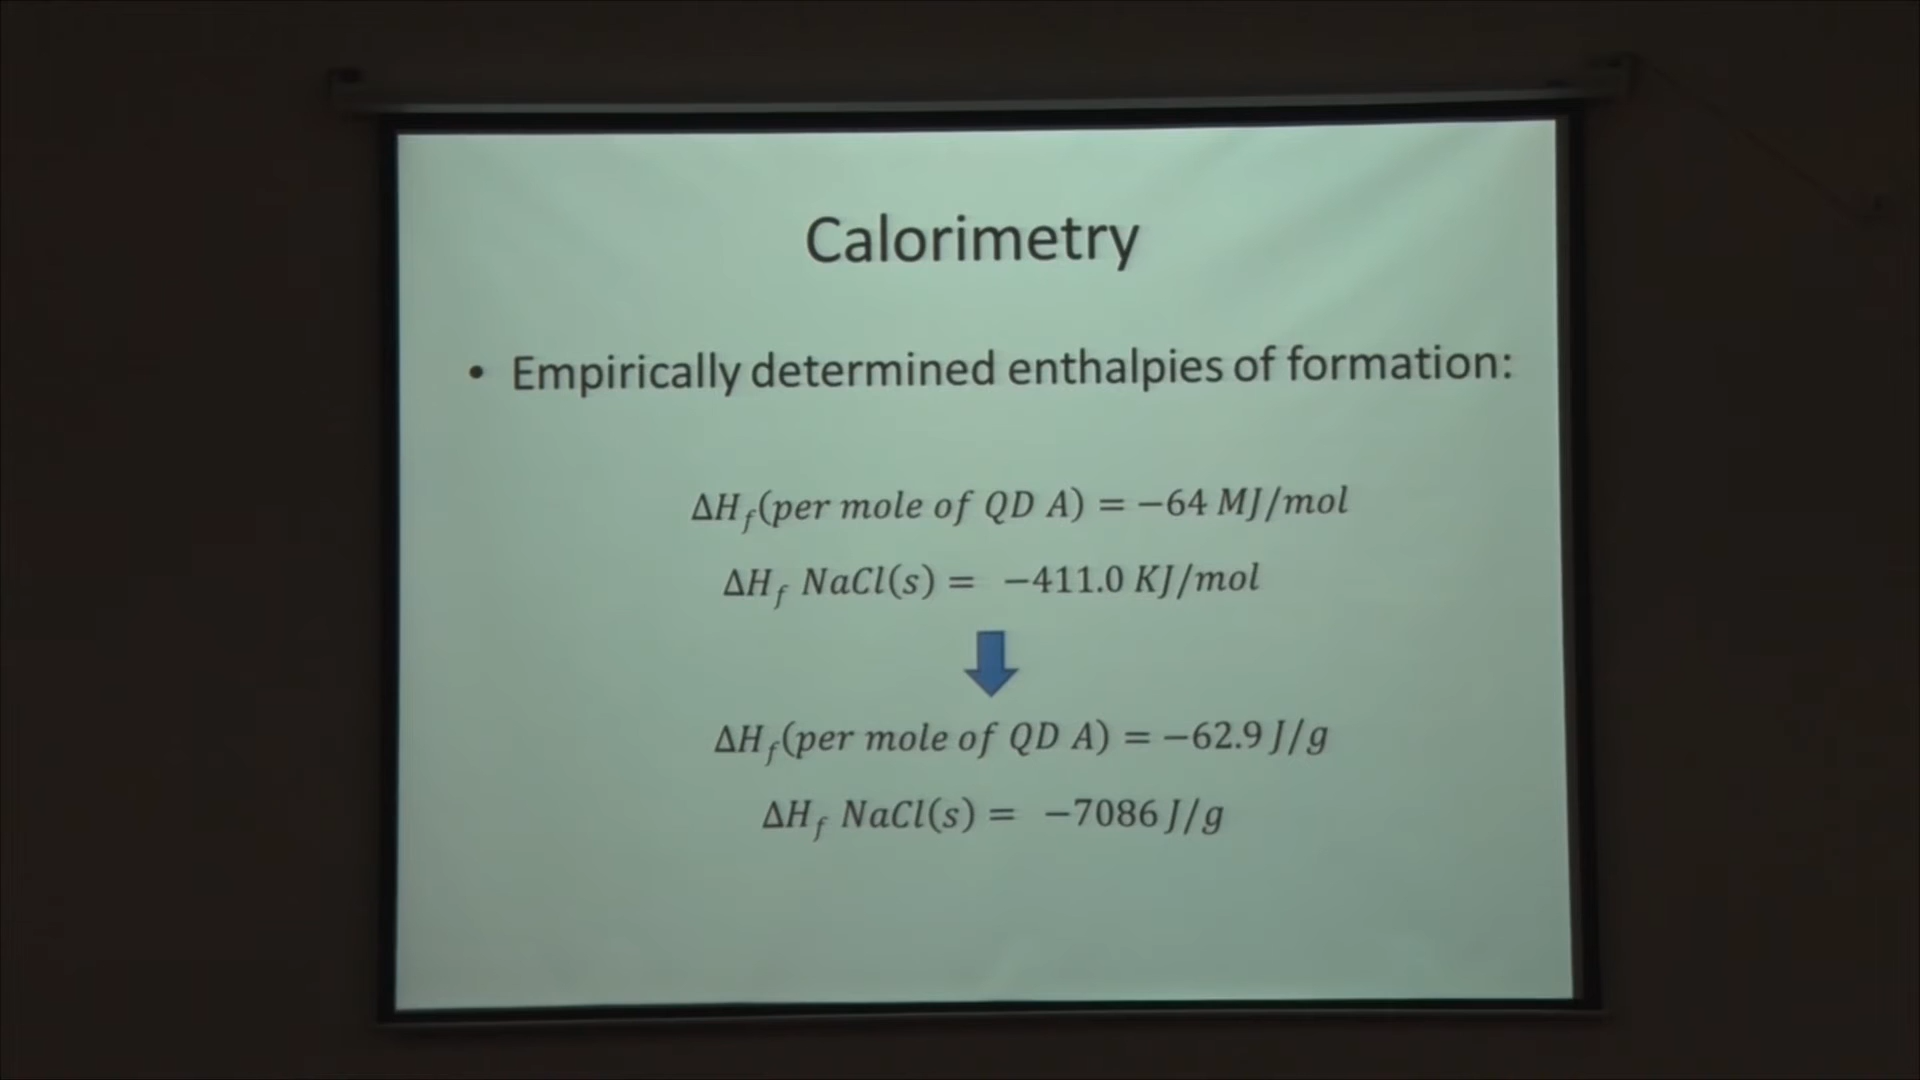 Calorimetry
• Empirically determined enthalpies of formation:
ΔH_f(per mole of QD A) = −64 MJ/mol
ΔH_f NaCl(s) = −411.0 KJ/mol
ΔH_f(per mole of QD A) = −62.9 J/g
ΔH_f NaCl(s) = −7086 J/g